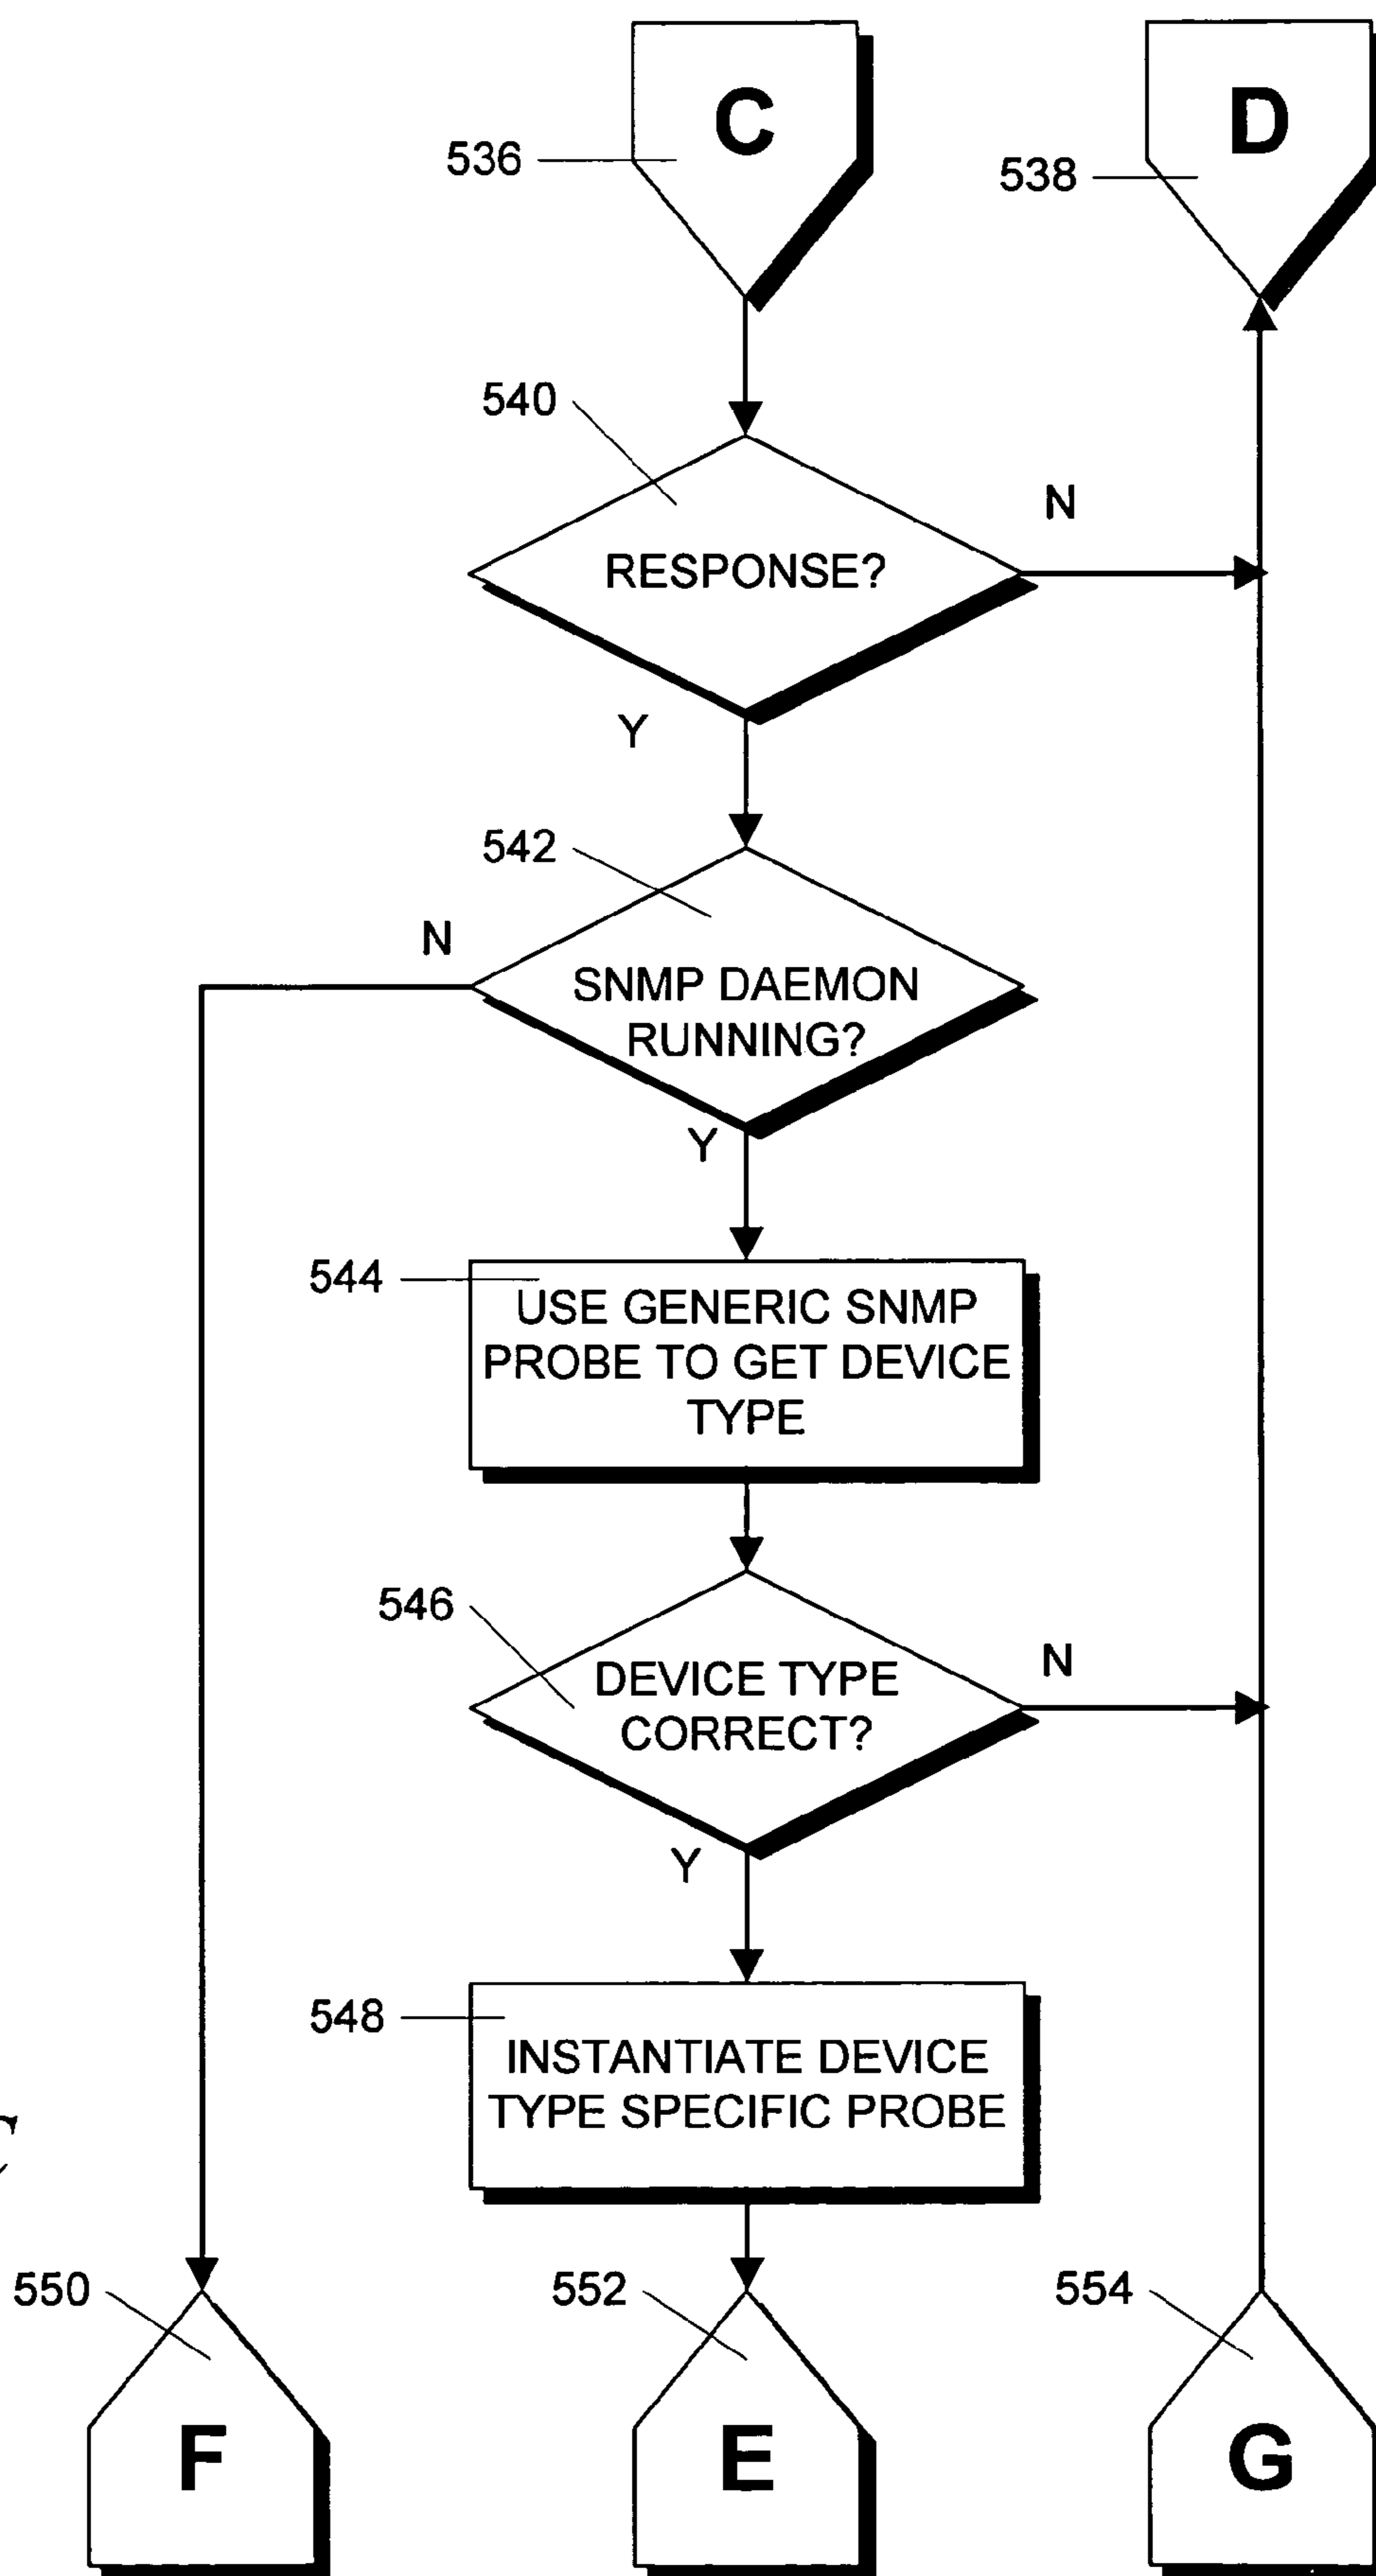 C
D
536
538
540
N
RESPONSE?
Y
542
N
SNMP DAEMON
RUNNING?
Y
544
USE GENERIC SNMP
PROBE TO GET DEVICE
TYPE
546
N
DEVICE TYPE
CORRECT?
Y
548
INSTANTIATE DEVICE
TYPE SPECIFIC PROBE
550
552
554
F
E
G